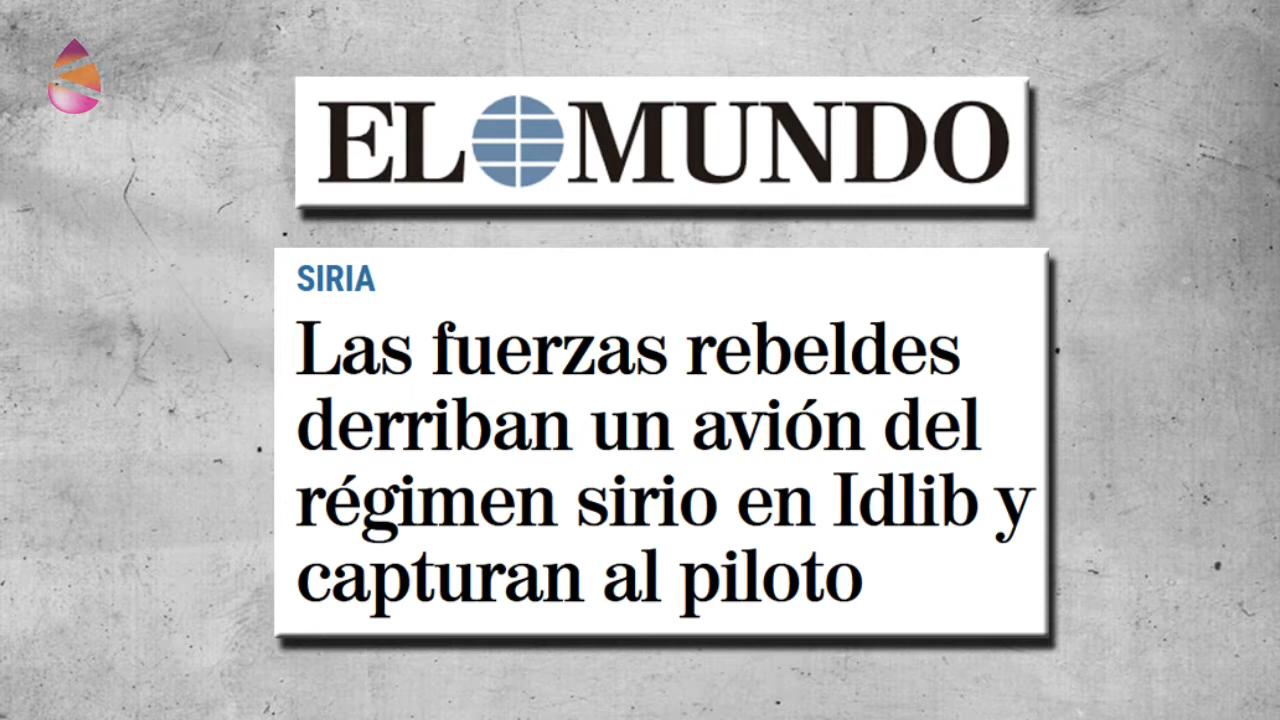 EL MUNDO
SIRIA
Las fuerzas rebeldes
derriban un avión del
régimen sirio en Idlib y
capturan al piloto